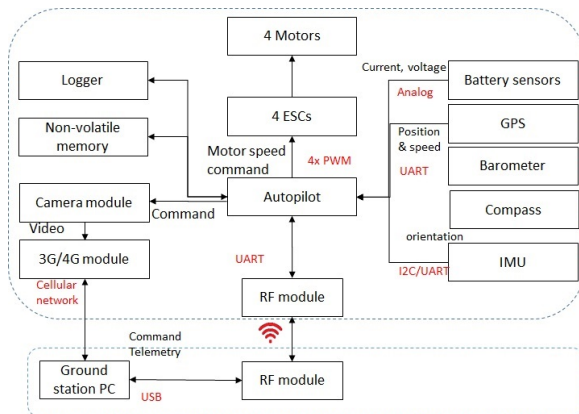 4 Motors
Logger
Current, voltage
Battery sensors
Analog
4 ESCs
GPS
Non-volatile
memory
Position
& speed
Motor speed
command
4x PWM
UART
Barometer
Camera module
Command
Autopilot
Compass
Video
orientation
3G/4G module
UART
IMU
I2C/UART
Cellular
network
RF module
Command
Telemetry
Ground
station PC
USB
RF module